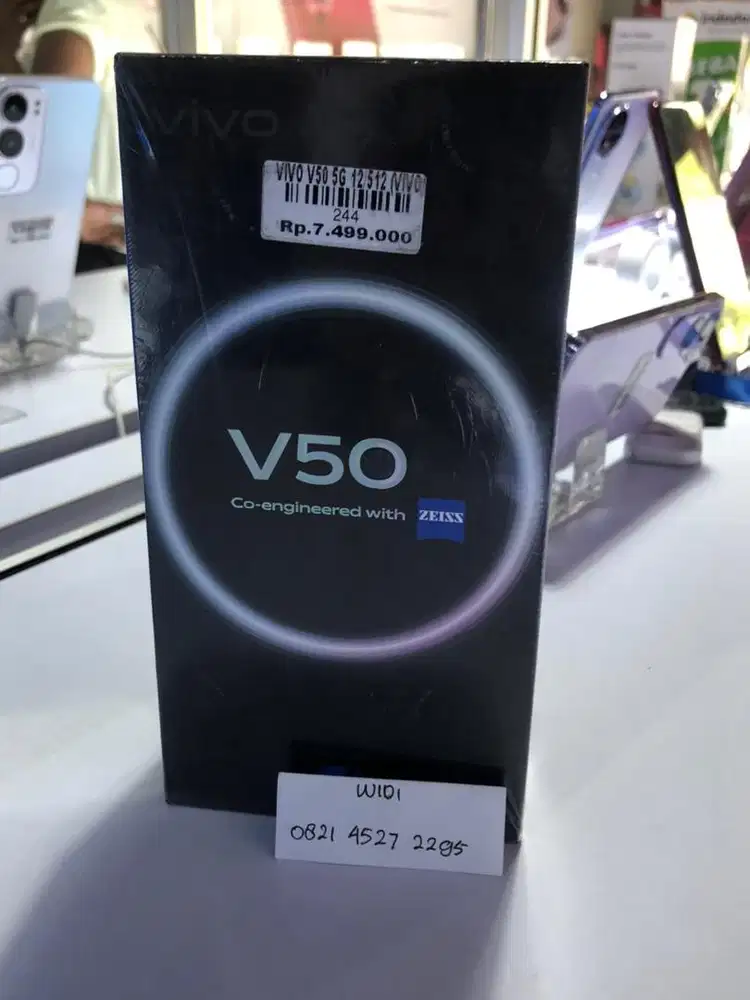 vivo
VIVO V50 5G 12/512 (VIVO
244
Rp.7.499.000
V50
Co-engineered with ZEISS
WIDI
0821 4527 2295